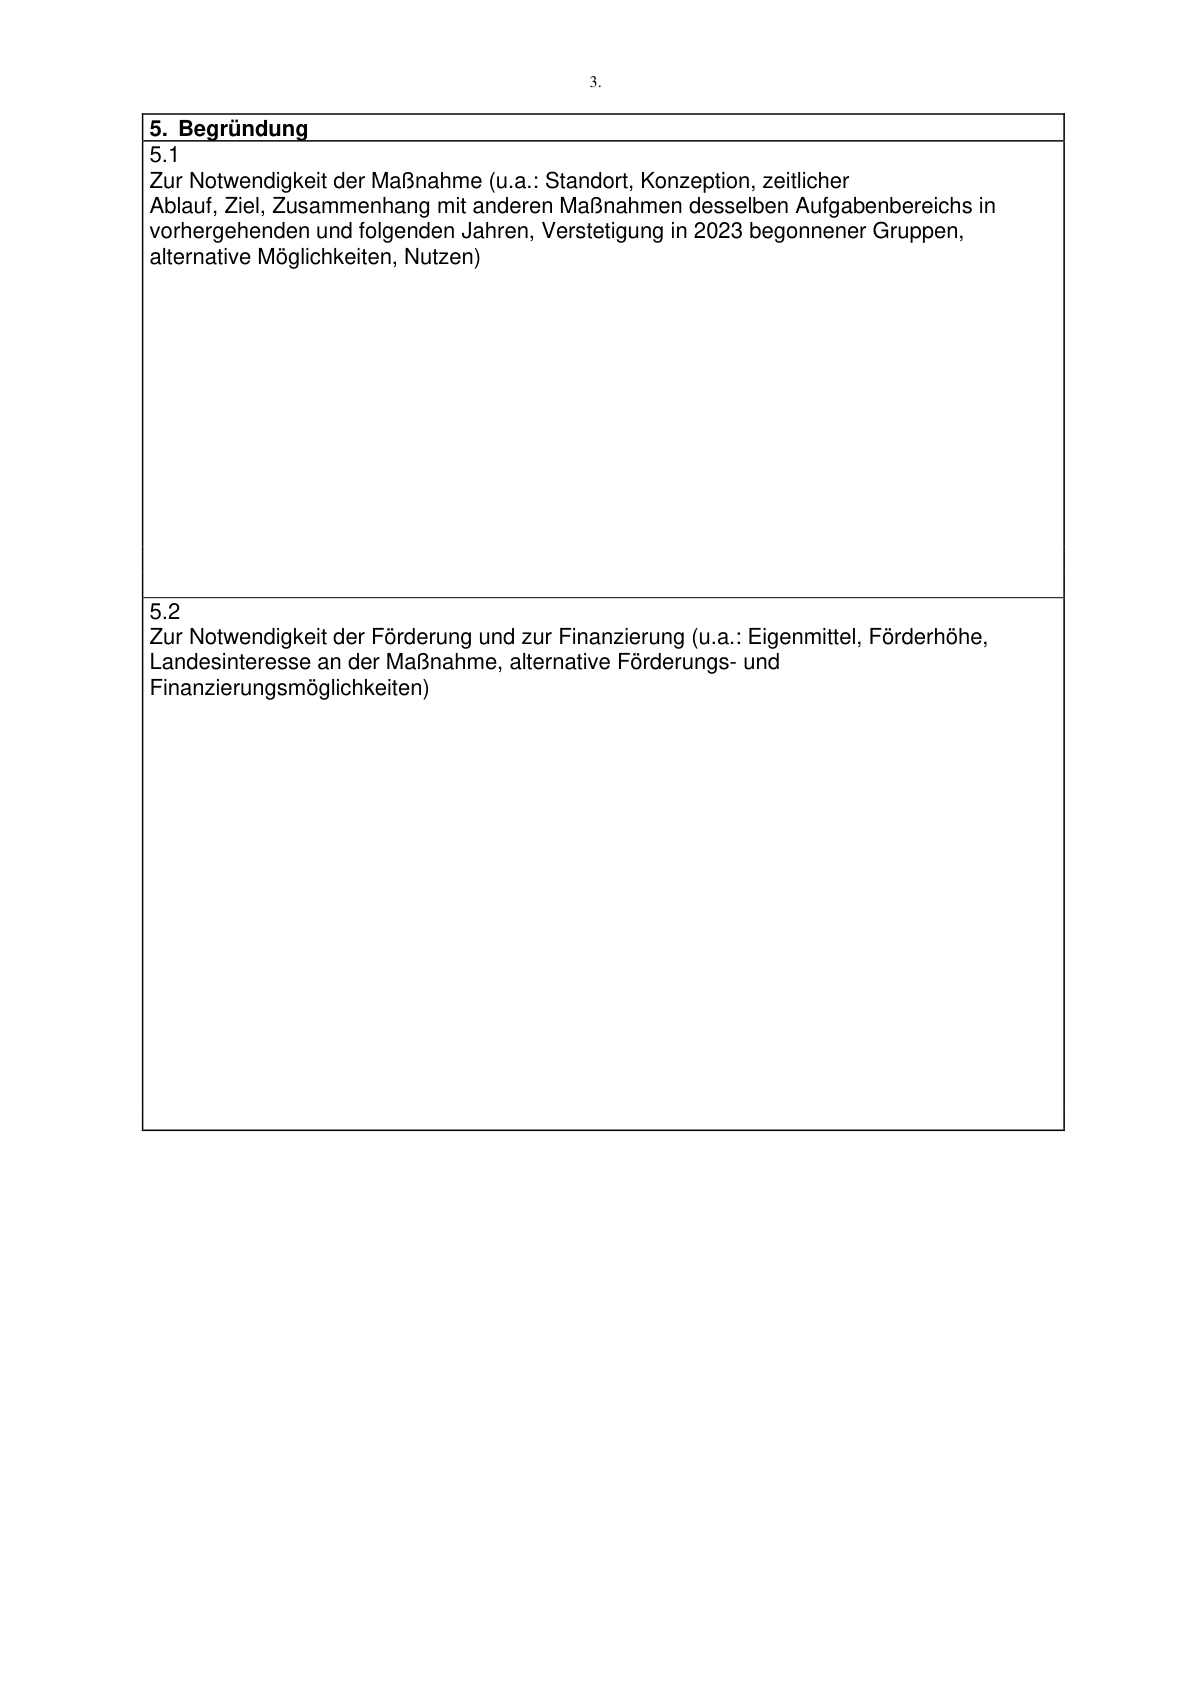 3.
5. Begründung
5.1
Zur Notwendigkeit der Maßnahme (u.a.: Standort, Konzeption, zeitlicher
Ablauf, Ziel, Zusammenhang mit anderen Maßnahmen desselben Aufgabenbereichs in
vorhergehenden und folgenden Jahren, Verstetigung in 2023 begonnener Gruppen,
alternative Möglichkeiten, Nutzen)
5.2
Zur Notwendigkeit der Förderung und zur Finanzierung (u.a.: Eigenmittel, Förderhöhe,
Landesinteresse an der Maßnahme, alternative Förderungs- und
Finanzierungsmöglichkeiten)